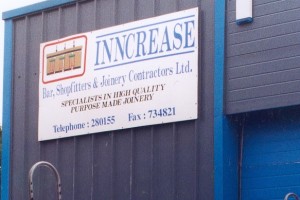 INNCREASE
Bar, Shopfitters & Joinery Contractors Ltd.
SPECIALISTS IN HIGH QUALITY
PURPOSE MADE JOINERY
Telephone : 280155 Fax : 734821